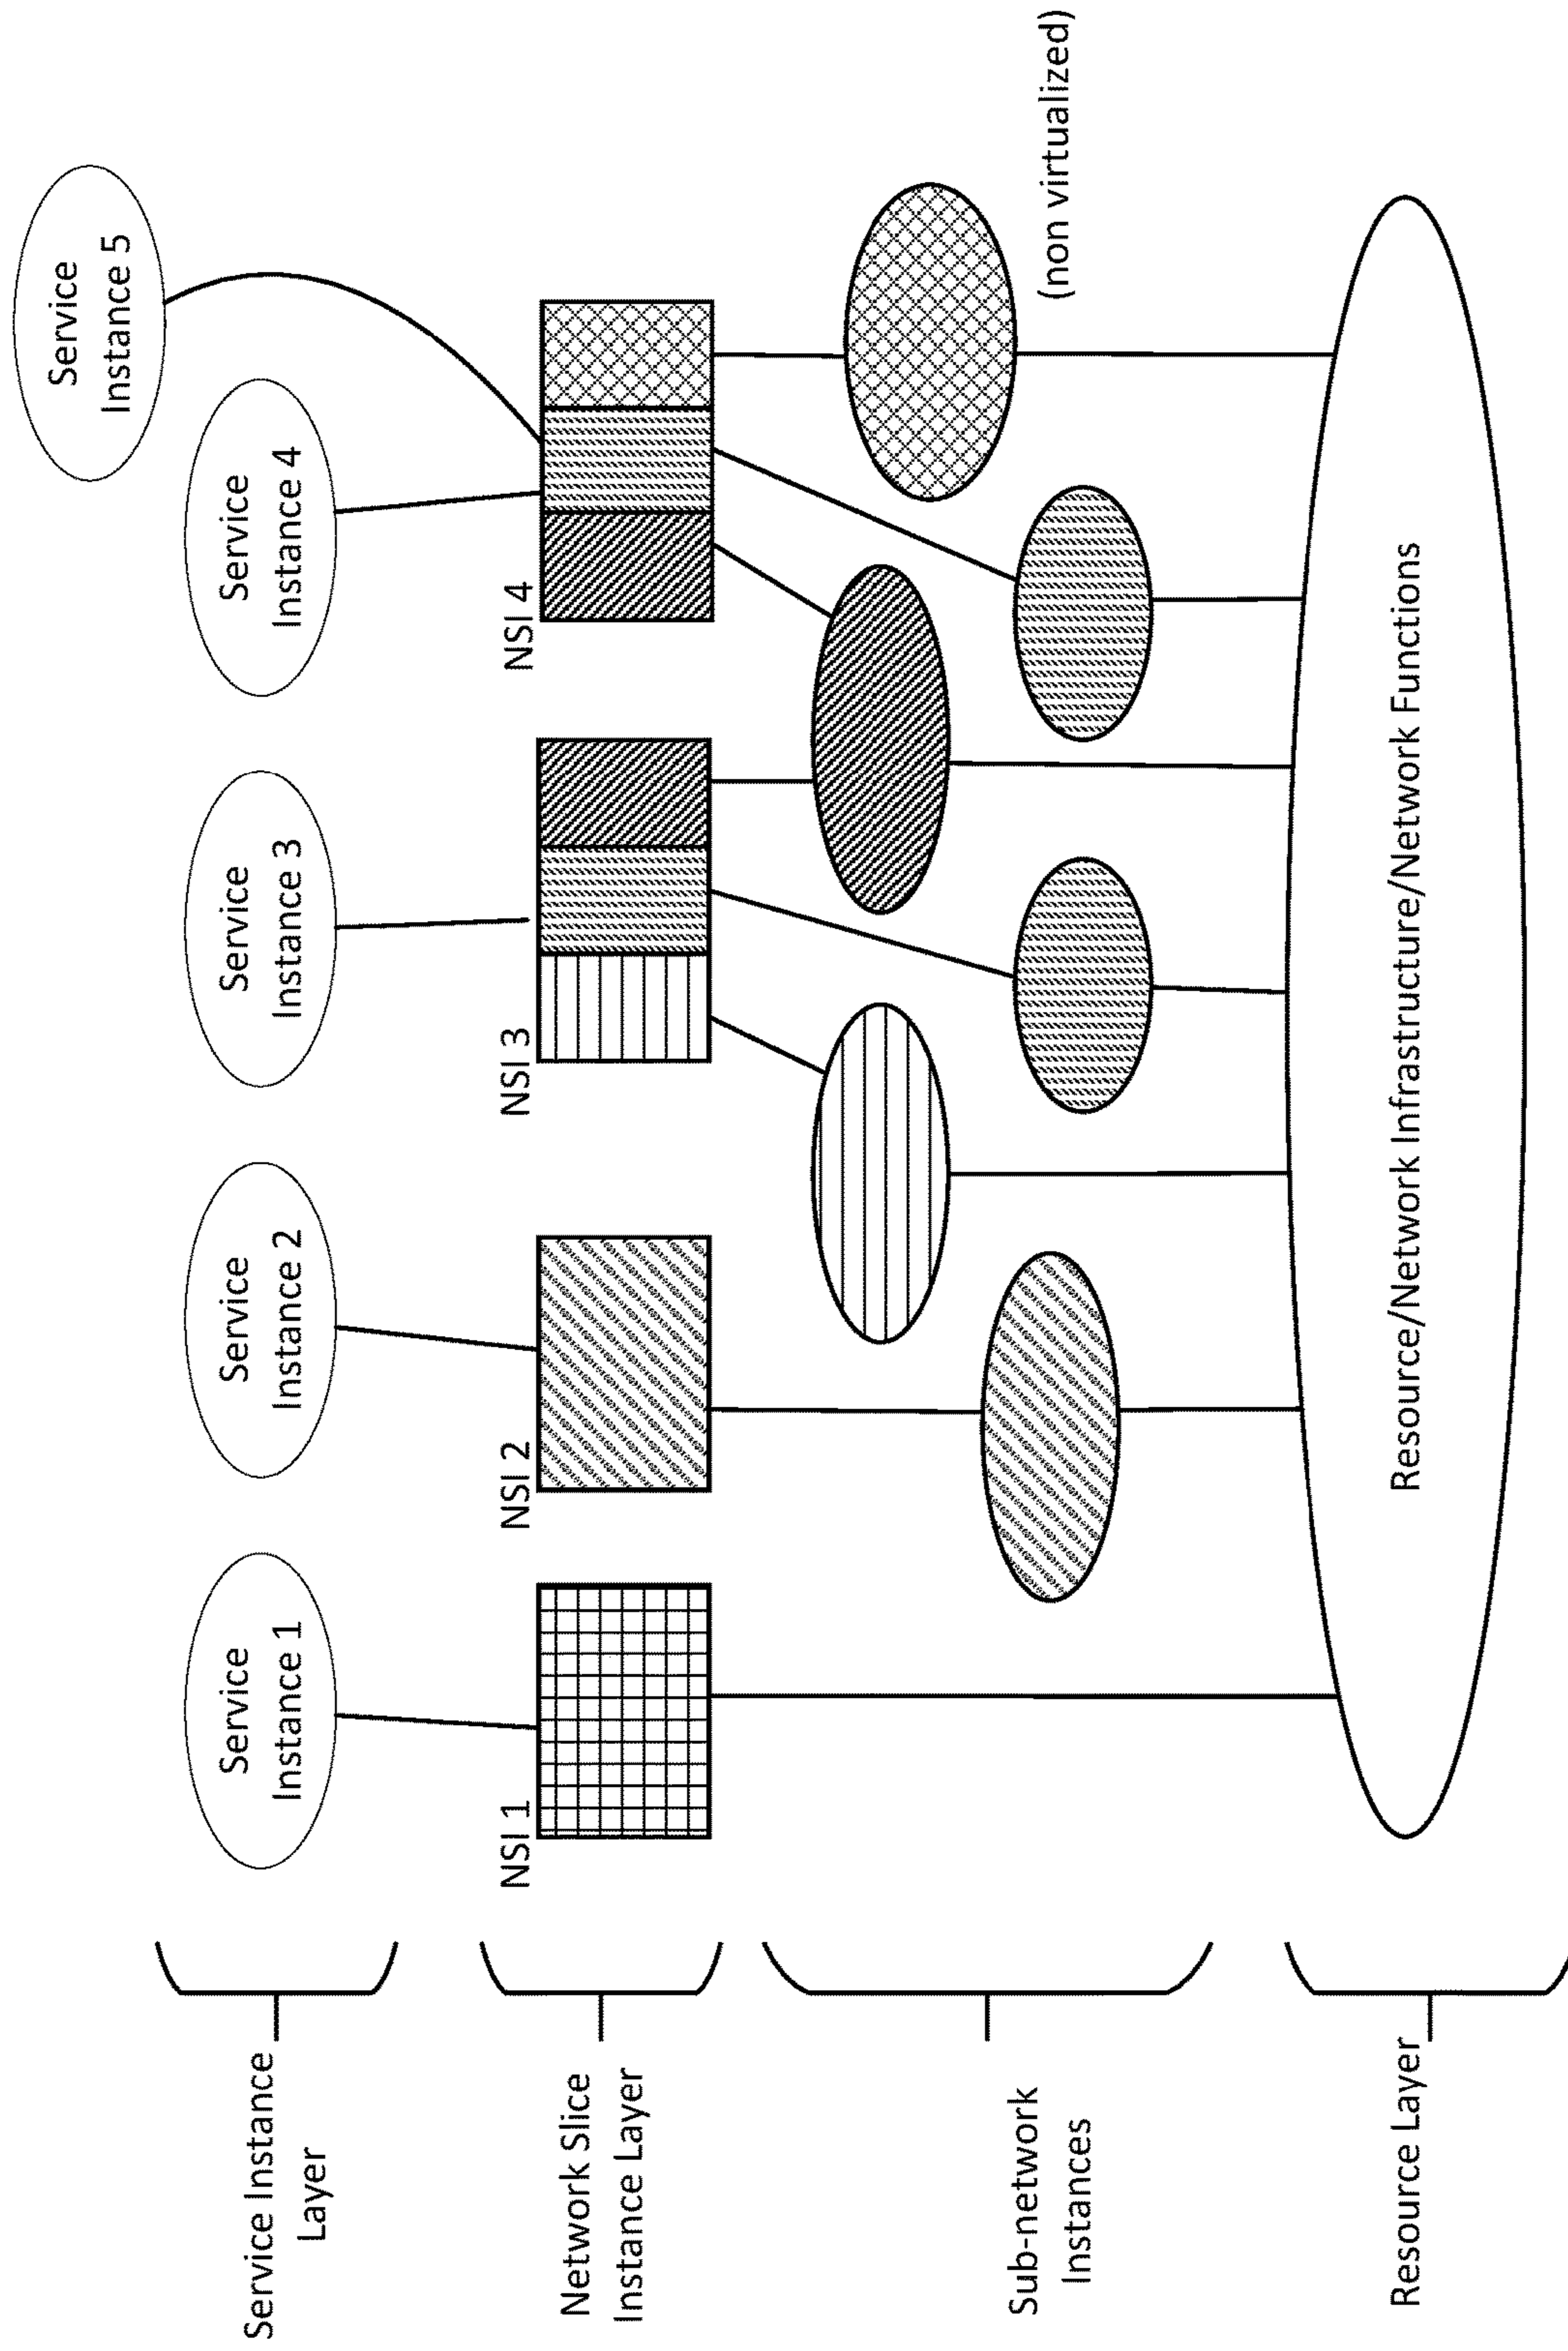 Service Instance
Layer
Service
Instance 1
Service
Instance 2
Service
Instance 3
Service
Instance 4
Service
Instance 5
Network Slice
Instance Layer
NSI 1
NSI 2
NSI 3
NSI 4
Sub-network
Instances
(non virtualized)
Resource Layer
Resource/Network Infrastructure/Network Functions